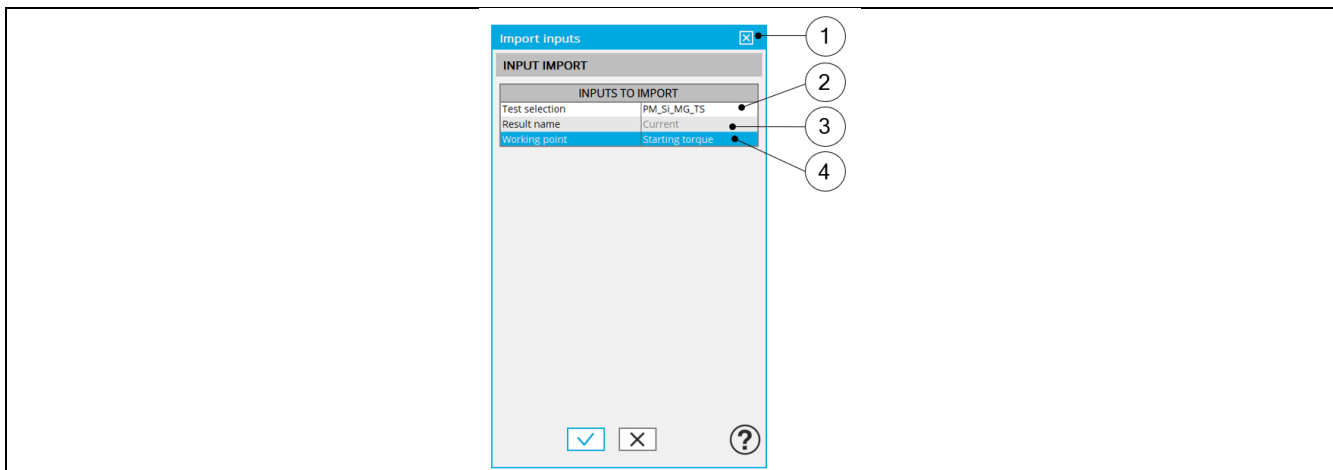 Import inputs
1
INPUT IMPORT
2
INPUTS TO IMPORT
Test selection PM_Si_MG_TS
Result name Current
3
Working point Starting torque
4
?